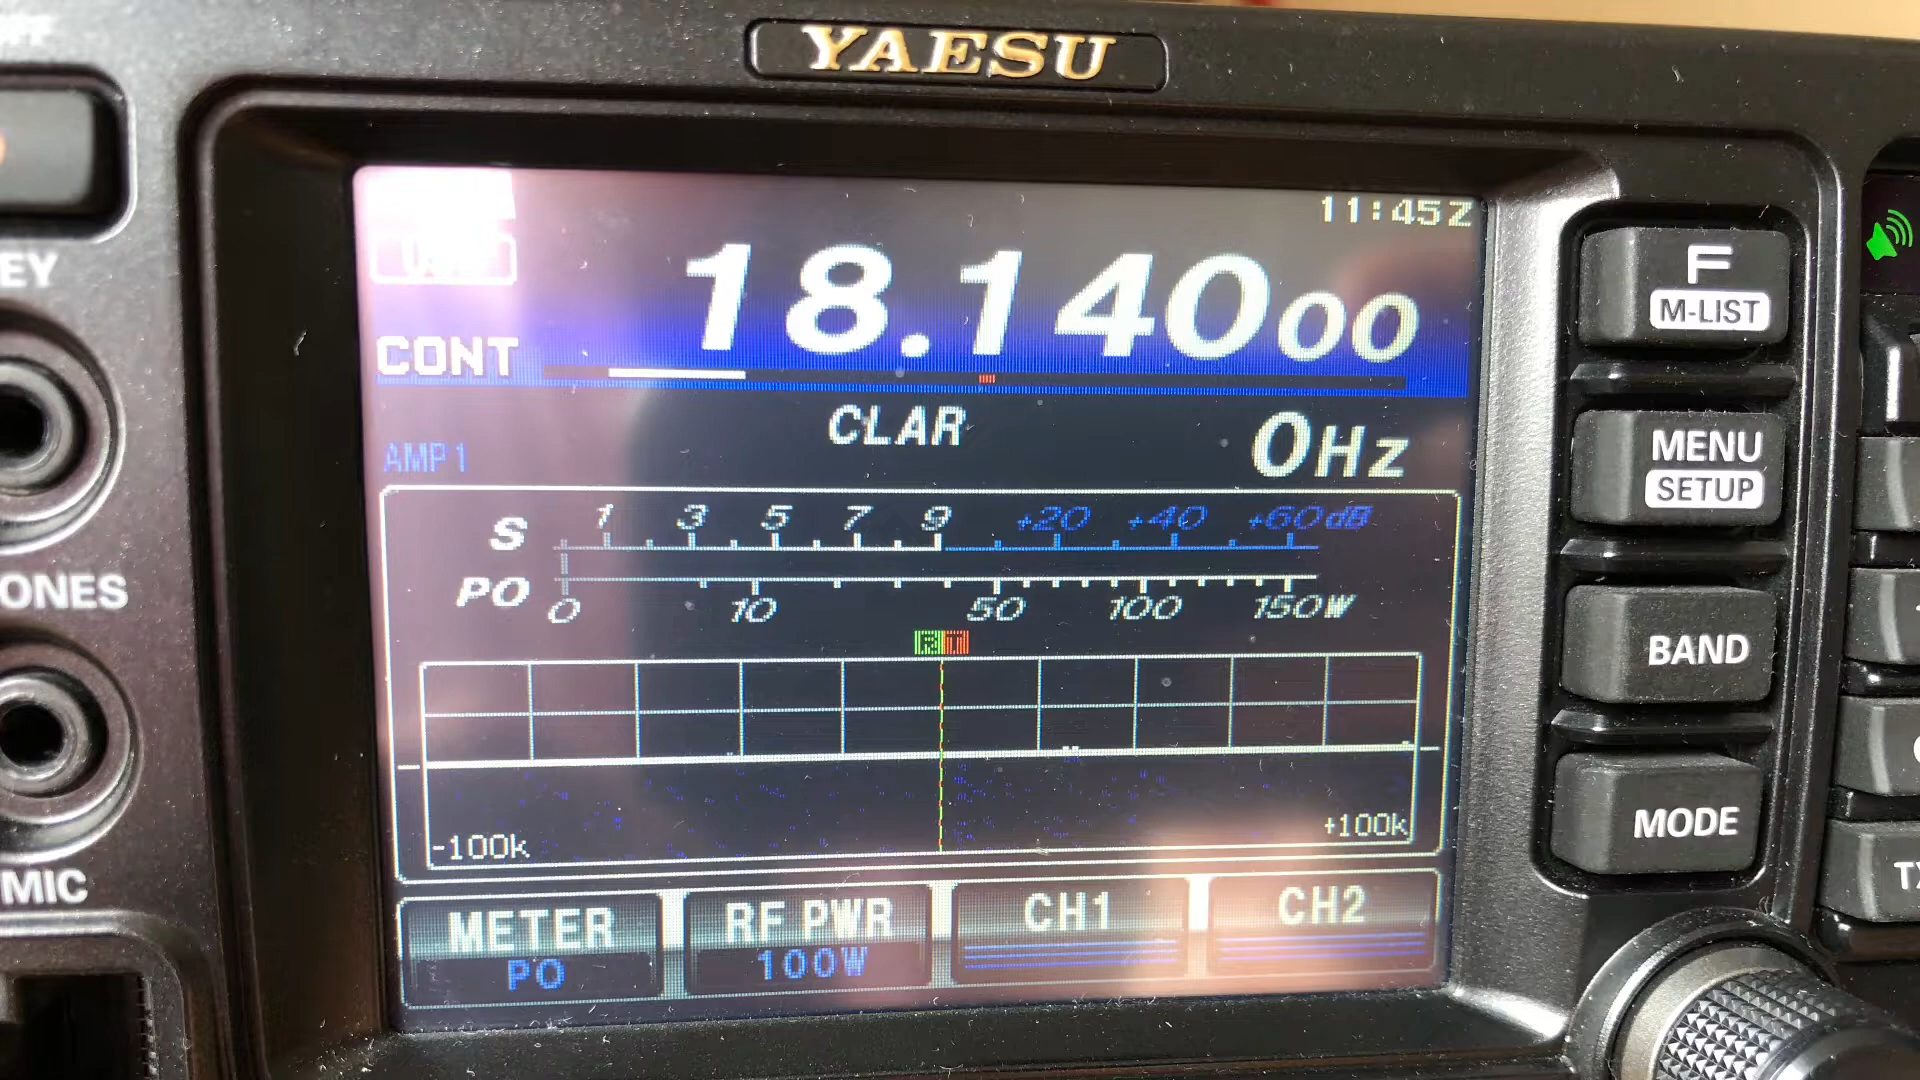 YAESU
11:45Z
18.14000
CONT
CLAR
0Hz
AMP1
S 1 3 5 7 9 +20 +40 +60dB
PO 0 10 50 100 150W
R T
-100k
+100k
METER
PO
RF PWR
100W
CH1
CH2
F
M-LIST
MENU
SETUP
BAND
MODE
EY
ONES
MIC